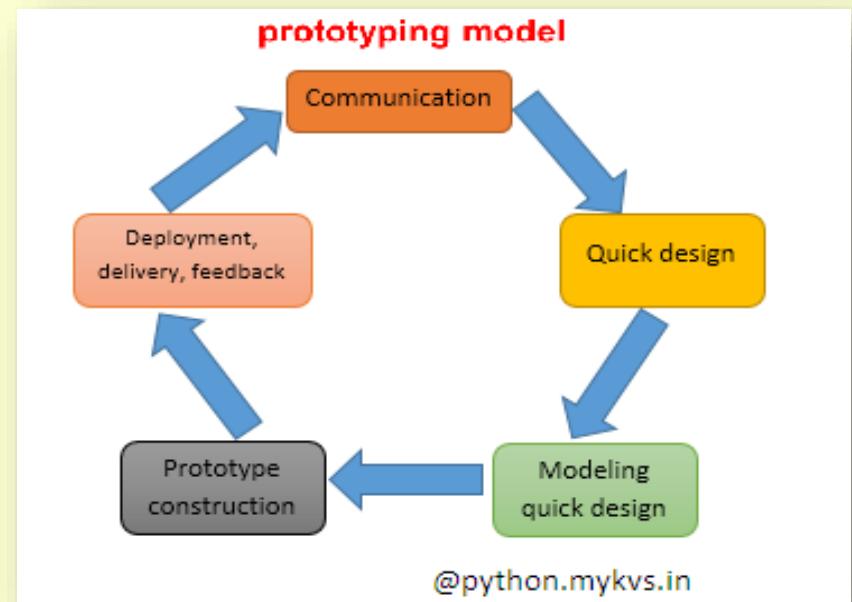 prototyping model
Communication
Quick design
Modeling
quick design
Prototype
construction
Deployment,
delivery, feedback
@python.mykvs.in